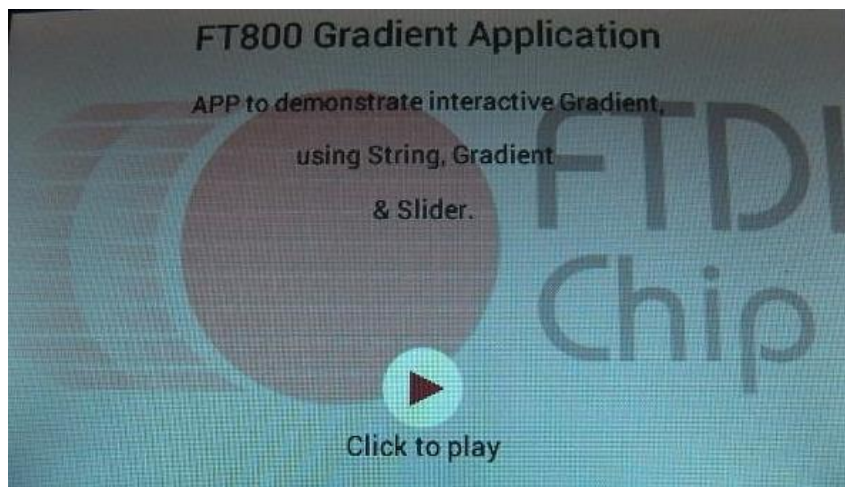 FT800 Gradient Application
APP to demonstrate interactive Gradient,
using String, Gradient
& Slider.
FTDI
Chip
Click to play